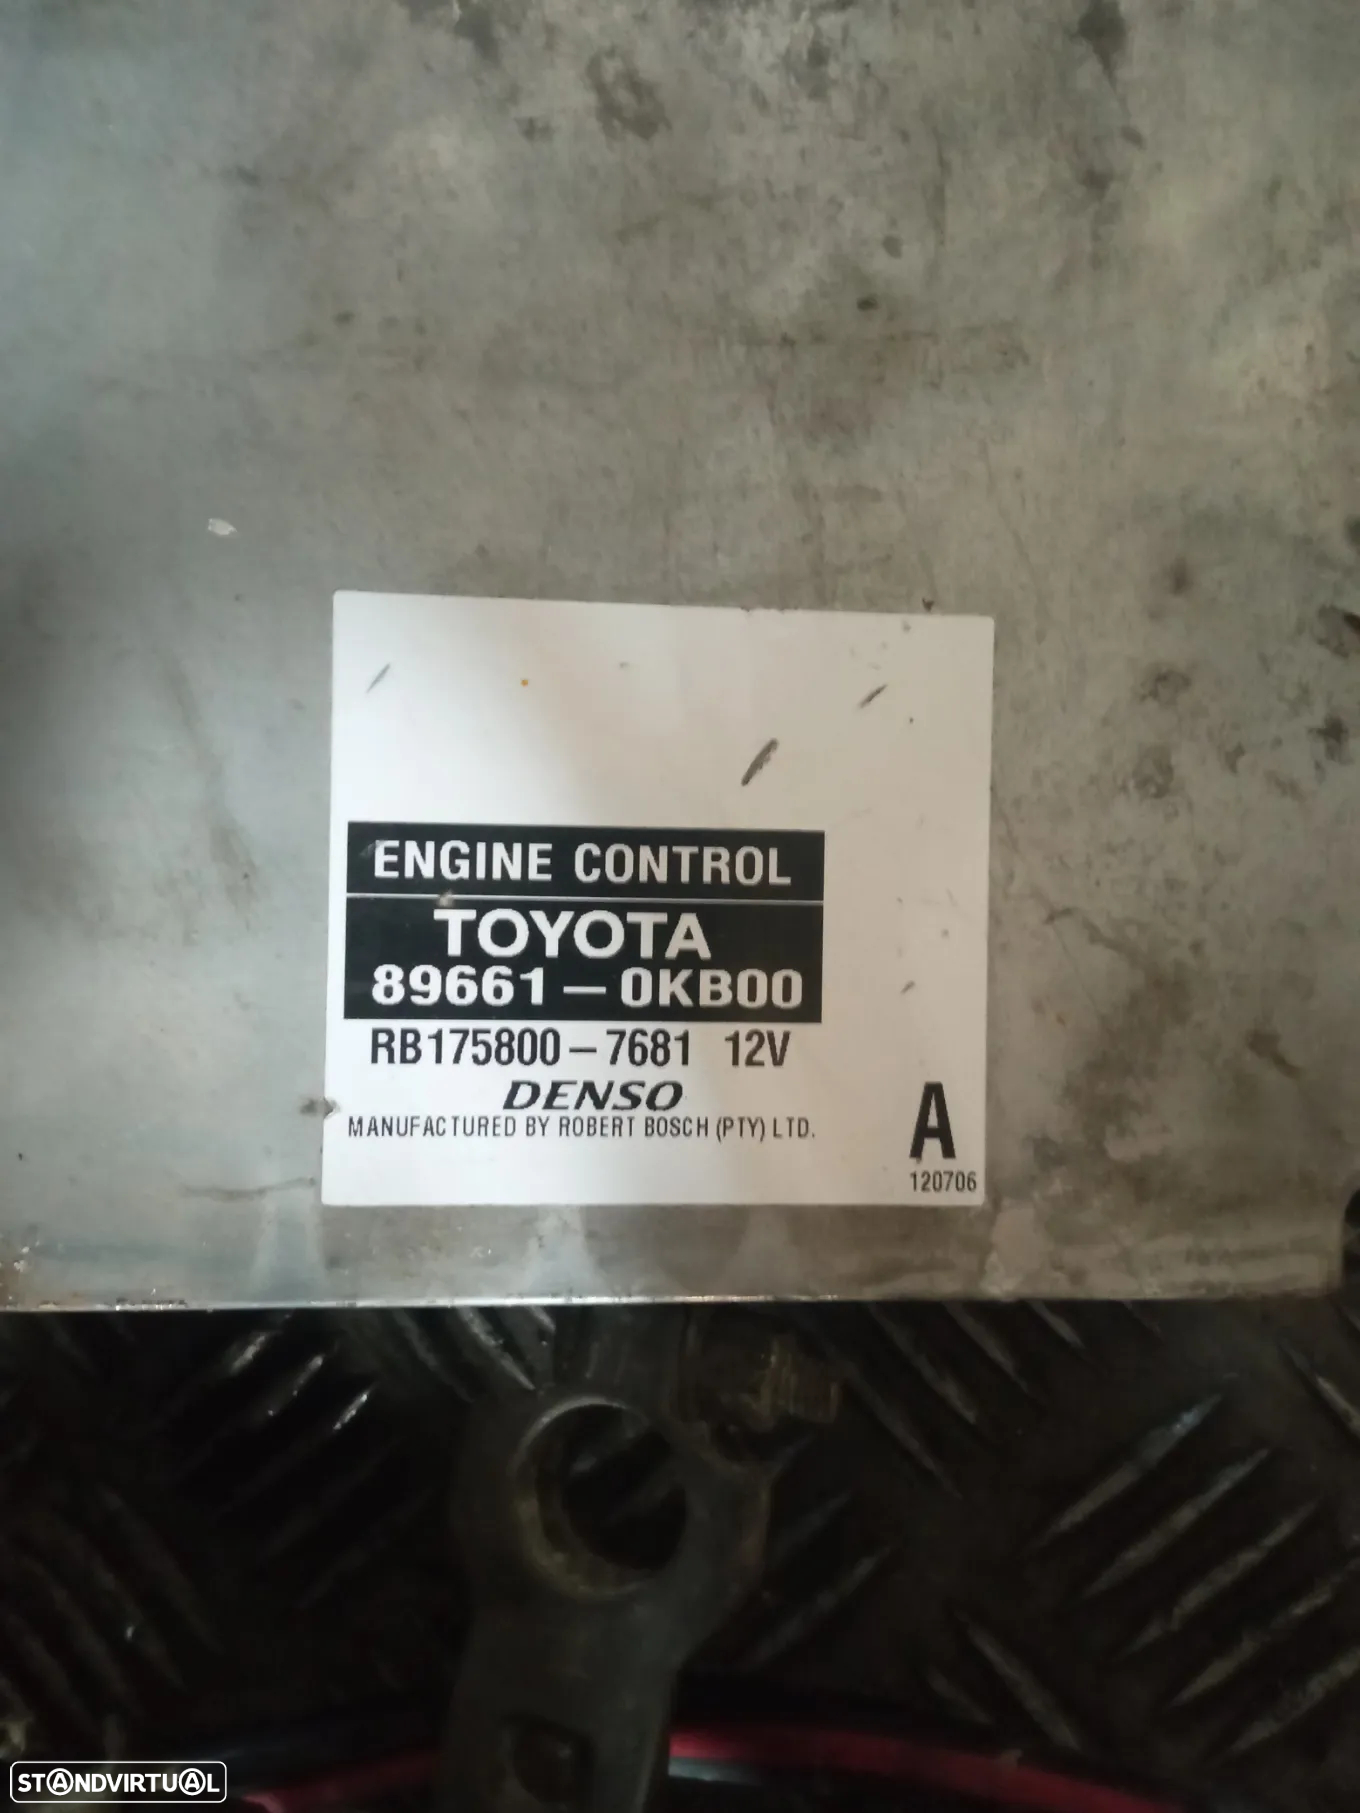 ENGINE CONTROL
TOYOTA
89661-0KB00
RB175800-7681 12V
DENSO
MANUFACTURED BY ROBERT BOSCH (PTY) LTD.
A
120706
STANDVIRTUAL